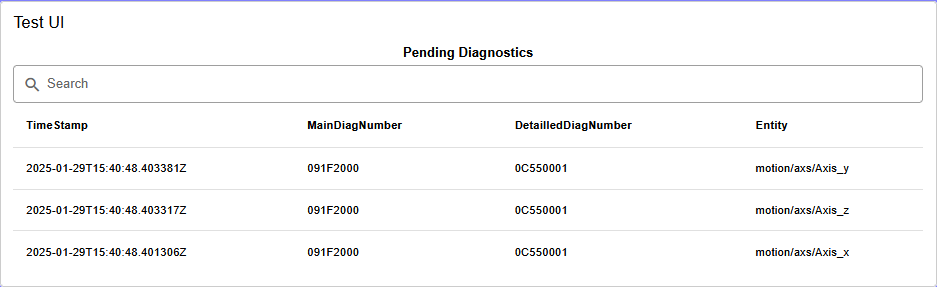 Test UI
Pending Diagnostics
Search
TimeStamp MainDiagNumber DetailledDiagNumber Entity
2025-01-29T15:40:48.403381Z 091F2000 0C550001 motion/axs/Axis_y
2025-01-29T15:40:48.403317Z 091F2000 0C550001 motion/axs/Axis_z
2025-01-29T15:40:48.401306Z 091F2000 0C550001 motion/axs/Axis_x